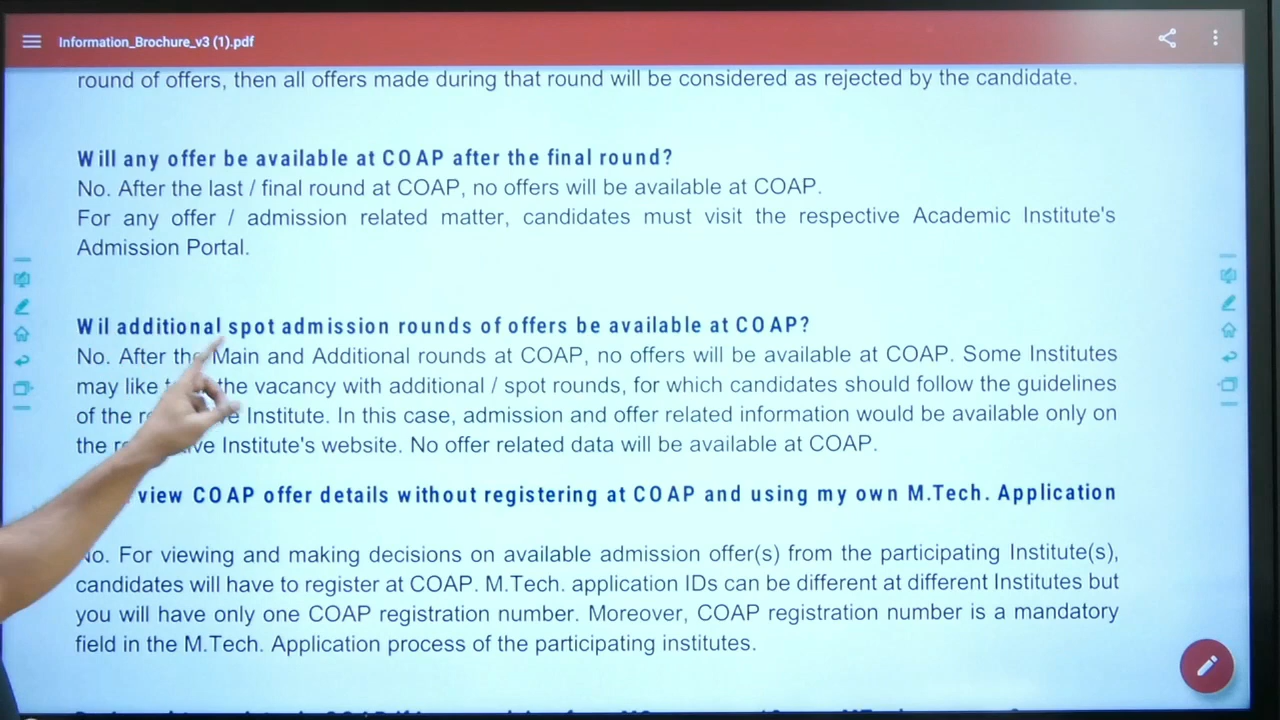 Information_Brochure_v3 (1).pdf
round of offers, then all offers made during that round will be considered as rejected by the candidate.
Will any offer be available at COAP after the final round?
No. After the last / final round at COAP, no offers will be available at COAP.
For any offer / admission related matter, candidates must visit the respective Academic Institute's
Admission Portal.
Wil additional spot admission rounds of offers be available at COAP?
No. After the Main and Additional rounds at COAP, no offers will be available at COAP. Some Institutes
may like the vacancy with additional / spot rounds, for which candidates should follow the guidelines
of the Institute. In this case, admission and offer related information would be available only on
the Institute's website. No offer related data will be available at COAP.
view COAP offer details without registering at COAP and using my own M.Tech. Application
No. For viewing and making decisions on available admission offer(s) from the participating Institute(s),
candidates will have to register at COAP. M.Tech. application IDs can be different at different Institutes but
you will have only one COAP registration number. Moreover, COAP registration number is a mandatory
field in the M.Tech. Application process of the participating institutes.